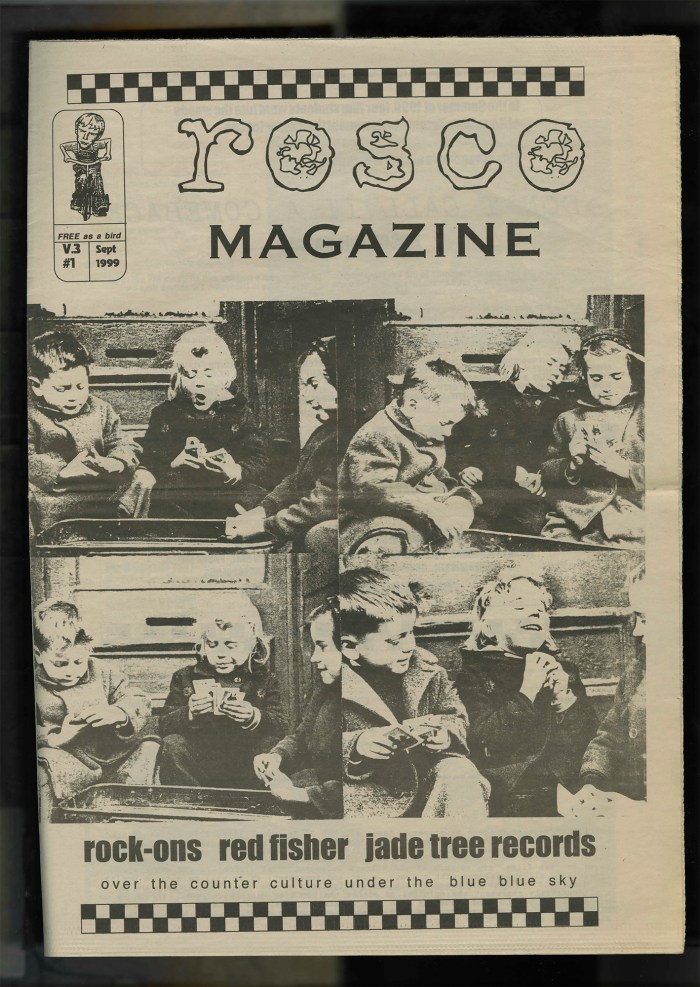 rosco
MAGAZINE
FREE as a bird
V.3 Sept
#1 1999
rock-ons red fisher jade tree records
over the counter culture under the blue blue sky